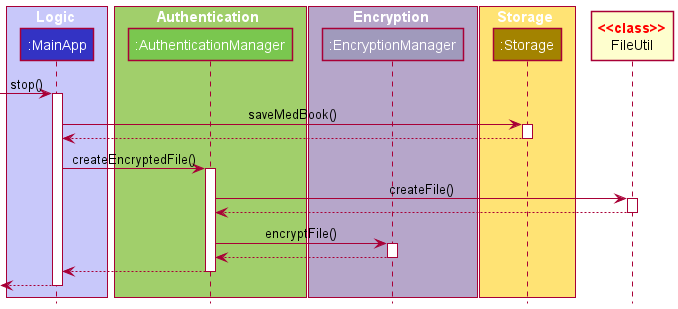 Logic
Authentication
Encryption
Storage
:MainApp
:AuthenticationManager
:EncryptionManager
:Storage
<<class>>
FileUtil
stop()
saveMedBook()
createEncryptedFile()
createFile()
encryptFile()